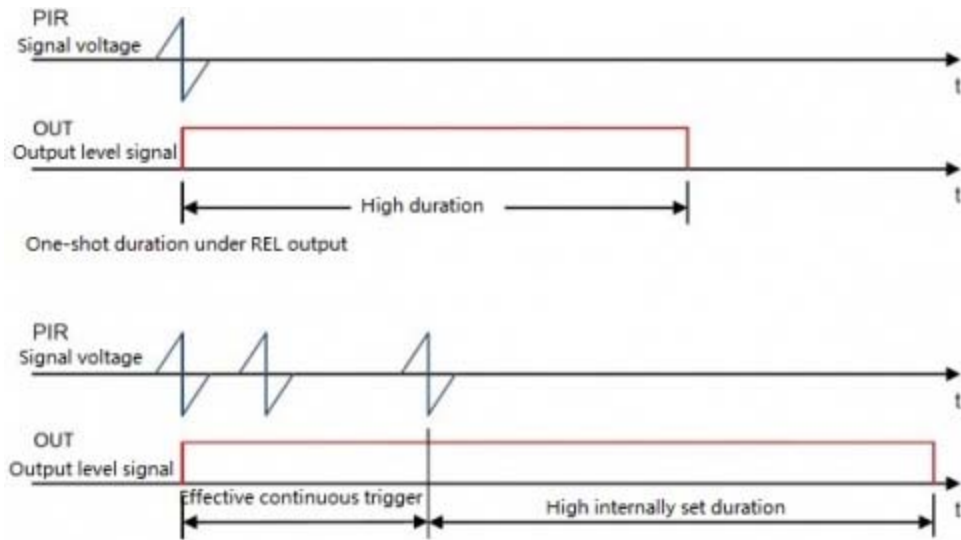 PIR
Signal voltage
t
OUT
Output level signal
t
High duration
One-shot duration under REL output
PIR
Signal voltage
t
OUT
Output level signal
t
Effective continuous trigger
High internally set duration